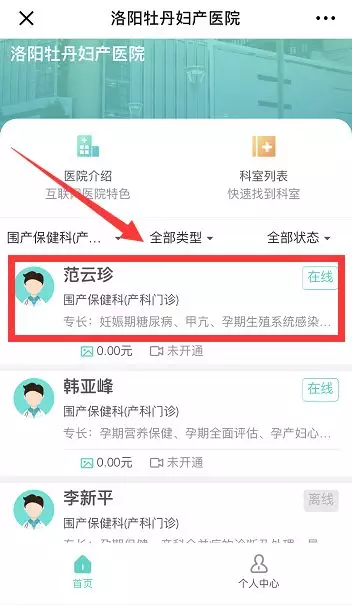 洛阳牡丹妇产医院
洛阳牡丹妇产医院
医院介绍
互联网医院特色
科室列表
快速找到科室
围产保健科(产... 全部类型 全部状态
范云珍 在线
围产保健科(产科门诊)
专长：妊娠期糖尿病、甲亢、孕期生殖系统感染...
0.00元 未开通
韩亚峰 在线
围产保健科(产科门诊)
专长：孕期营养保健、孕期全面评估、孕产妇心...
0.00元 未开通
李新平 离线
围产保健科(产科门诊)
首页 个人中心